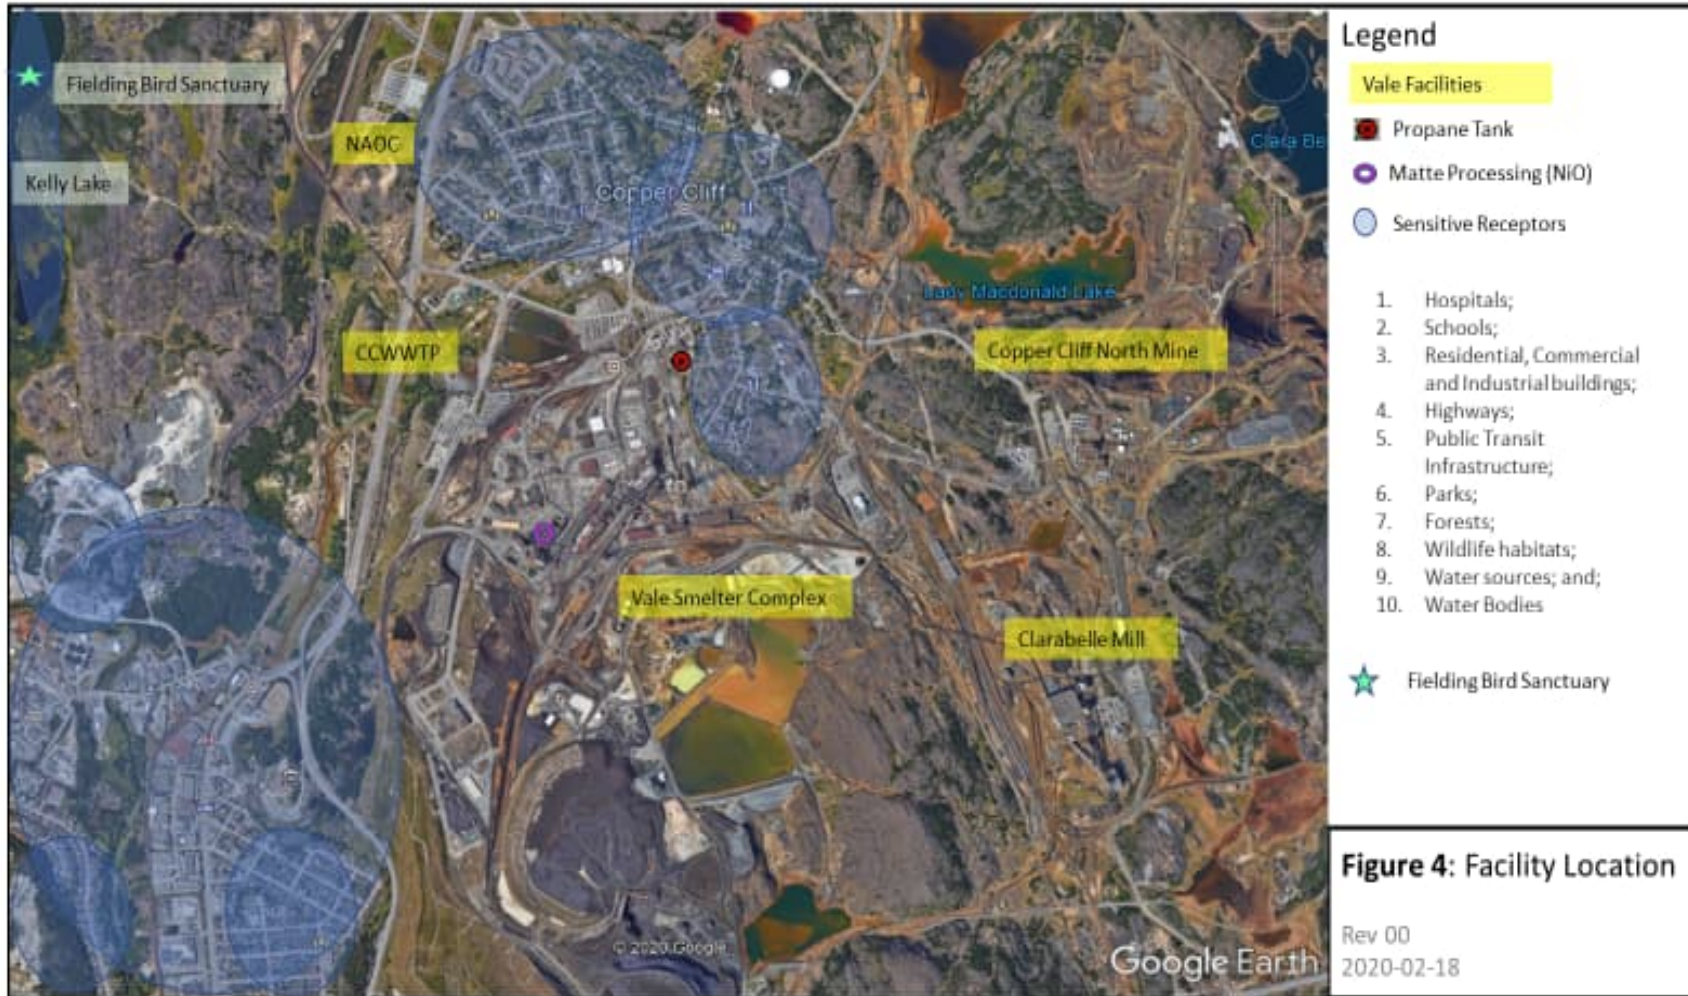 Fielding Bird Sanctuary
NAOC
Kelly Lake
Copper Cliff
Clara Be
Lady Macdonald Lake
CCWWTP
Copper Cliff North Mine
Vale Smelter Complex
Clarabelle Mill
© 2020 Google
Google Earth
Legend
Vale Facilities
Propane Tank
Matte Processing (NiO)
Sensitive Receptors
1. Hospitals;
2. Schools;
3. Residential, Commercial
and Industrial buildings;
4. Highways;
5. Public Transit
Infrastructure;
6. Parks;
7. Forests;
8. Wildlife habitats;
9. Water sources; and;
10. Water Bodies
Fielding Bird Sanctuary
Figure 4: Facility Location
Rev 00
2020-02-18